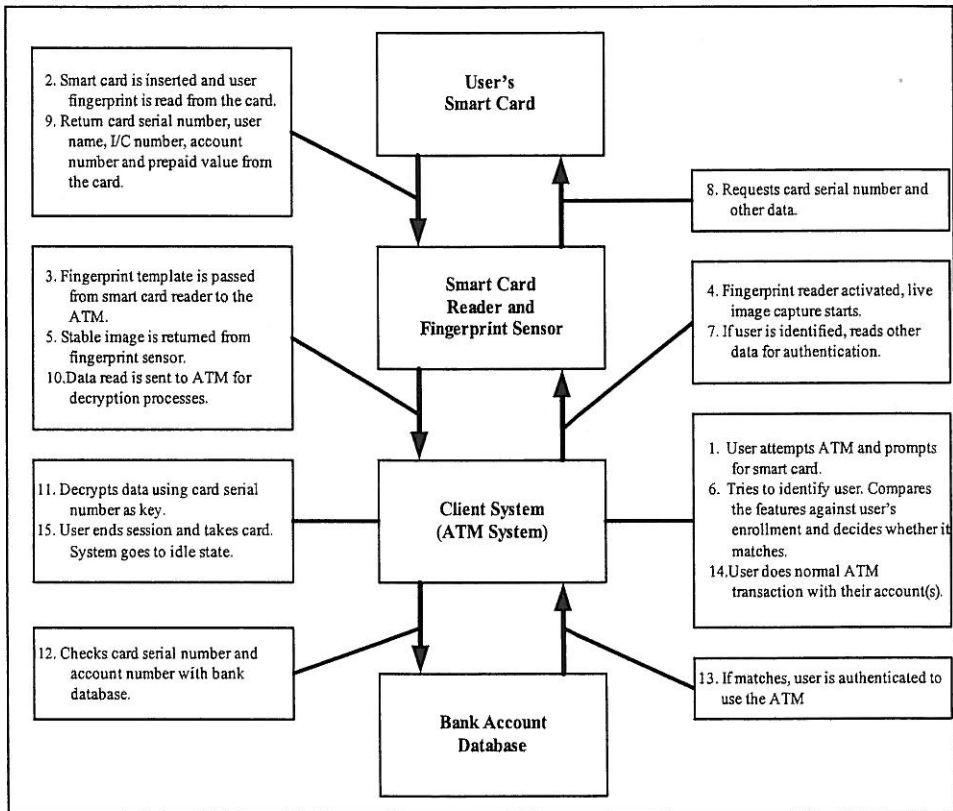 2. Smart card is inserted and user
fingerprint is read from the card.
9. Return card serial number, user
name, I/C number, account
number and prepaid value from
the card.
User's
Smart Card
8. Requests card serial number and
other data.
3. Fingerprint template is passed
from smart card reader to the
ATM.
5. Stable image is returned from
fingerprint sensor.
10.Data read is sent to ATM for
decryption processes.
Smart Card
Reader and
Fingerprint Sensor
4. Fingerprint reader activated, live
image capture starts.
7. If user is identified, reads other
data for authentication.
11. Decrypts data using card serial
number as key.
15. User ends session and takes card.
System goes to idle state.
Client System
(ATM System)
1. User attempts ATM and prompts
for smart card.
6. Tries to identify user. Compares
the features against user's
enrollment and decides whether it
matches.
14.User does normal ATM
transaction with their account(s).
12. Checks card serial number and
account number with bank
database.
Bank Account
Database
13. If matches, user is authenticated to
use the ATM